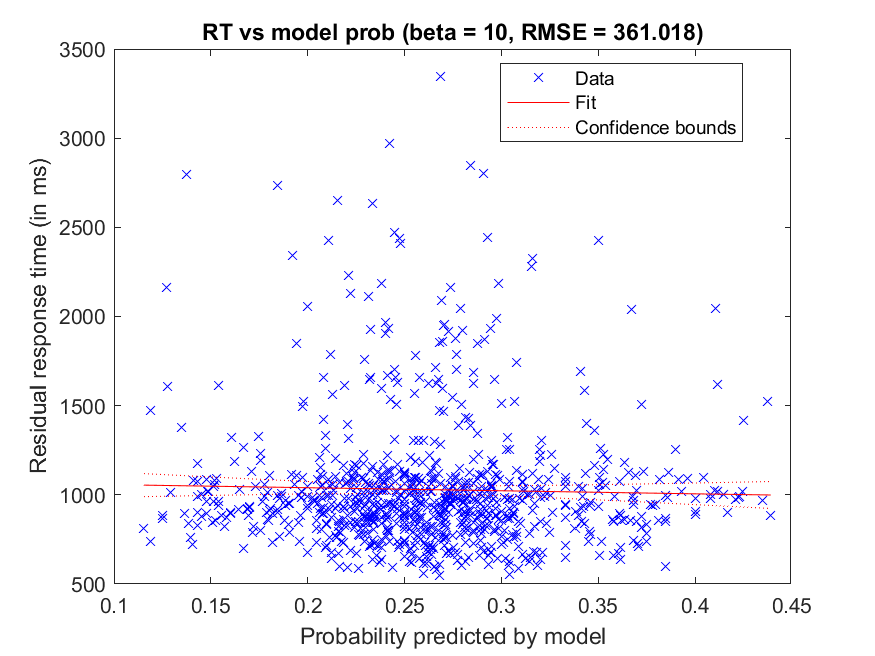 RT vs model prob (beta = 10, RMSE = 361.018)
3500
3000
2500
2000
1500
1000
500
Residual response time (in ms)
Data
Fit
Confidence bounds
0.1 0.15 0.2 0.25 0.3 0.35 0.4 0.45
Probability predicted by model